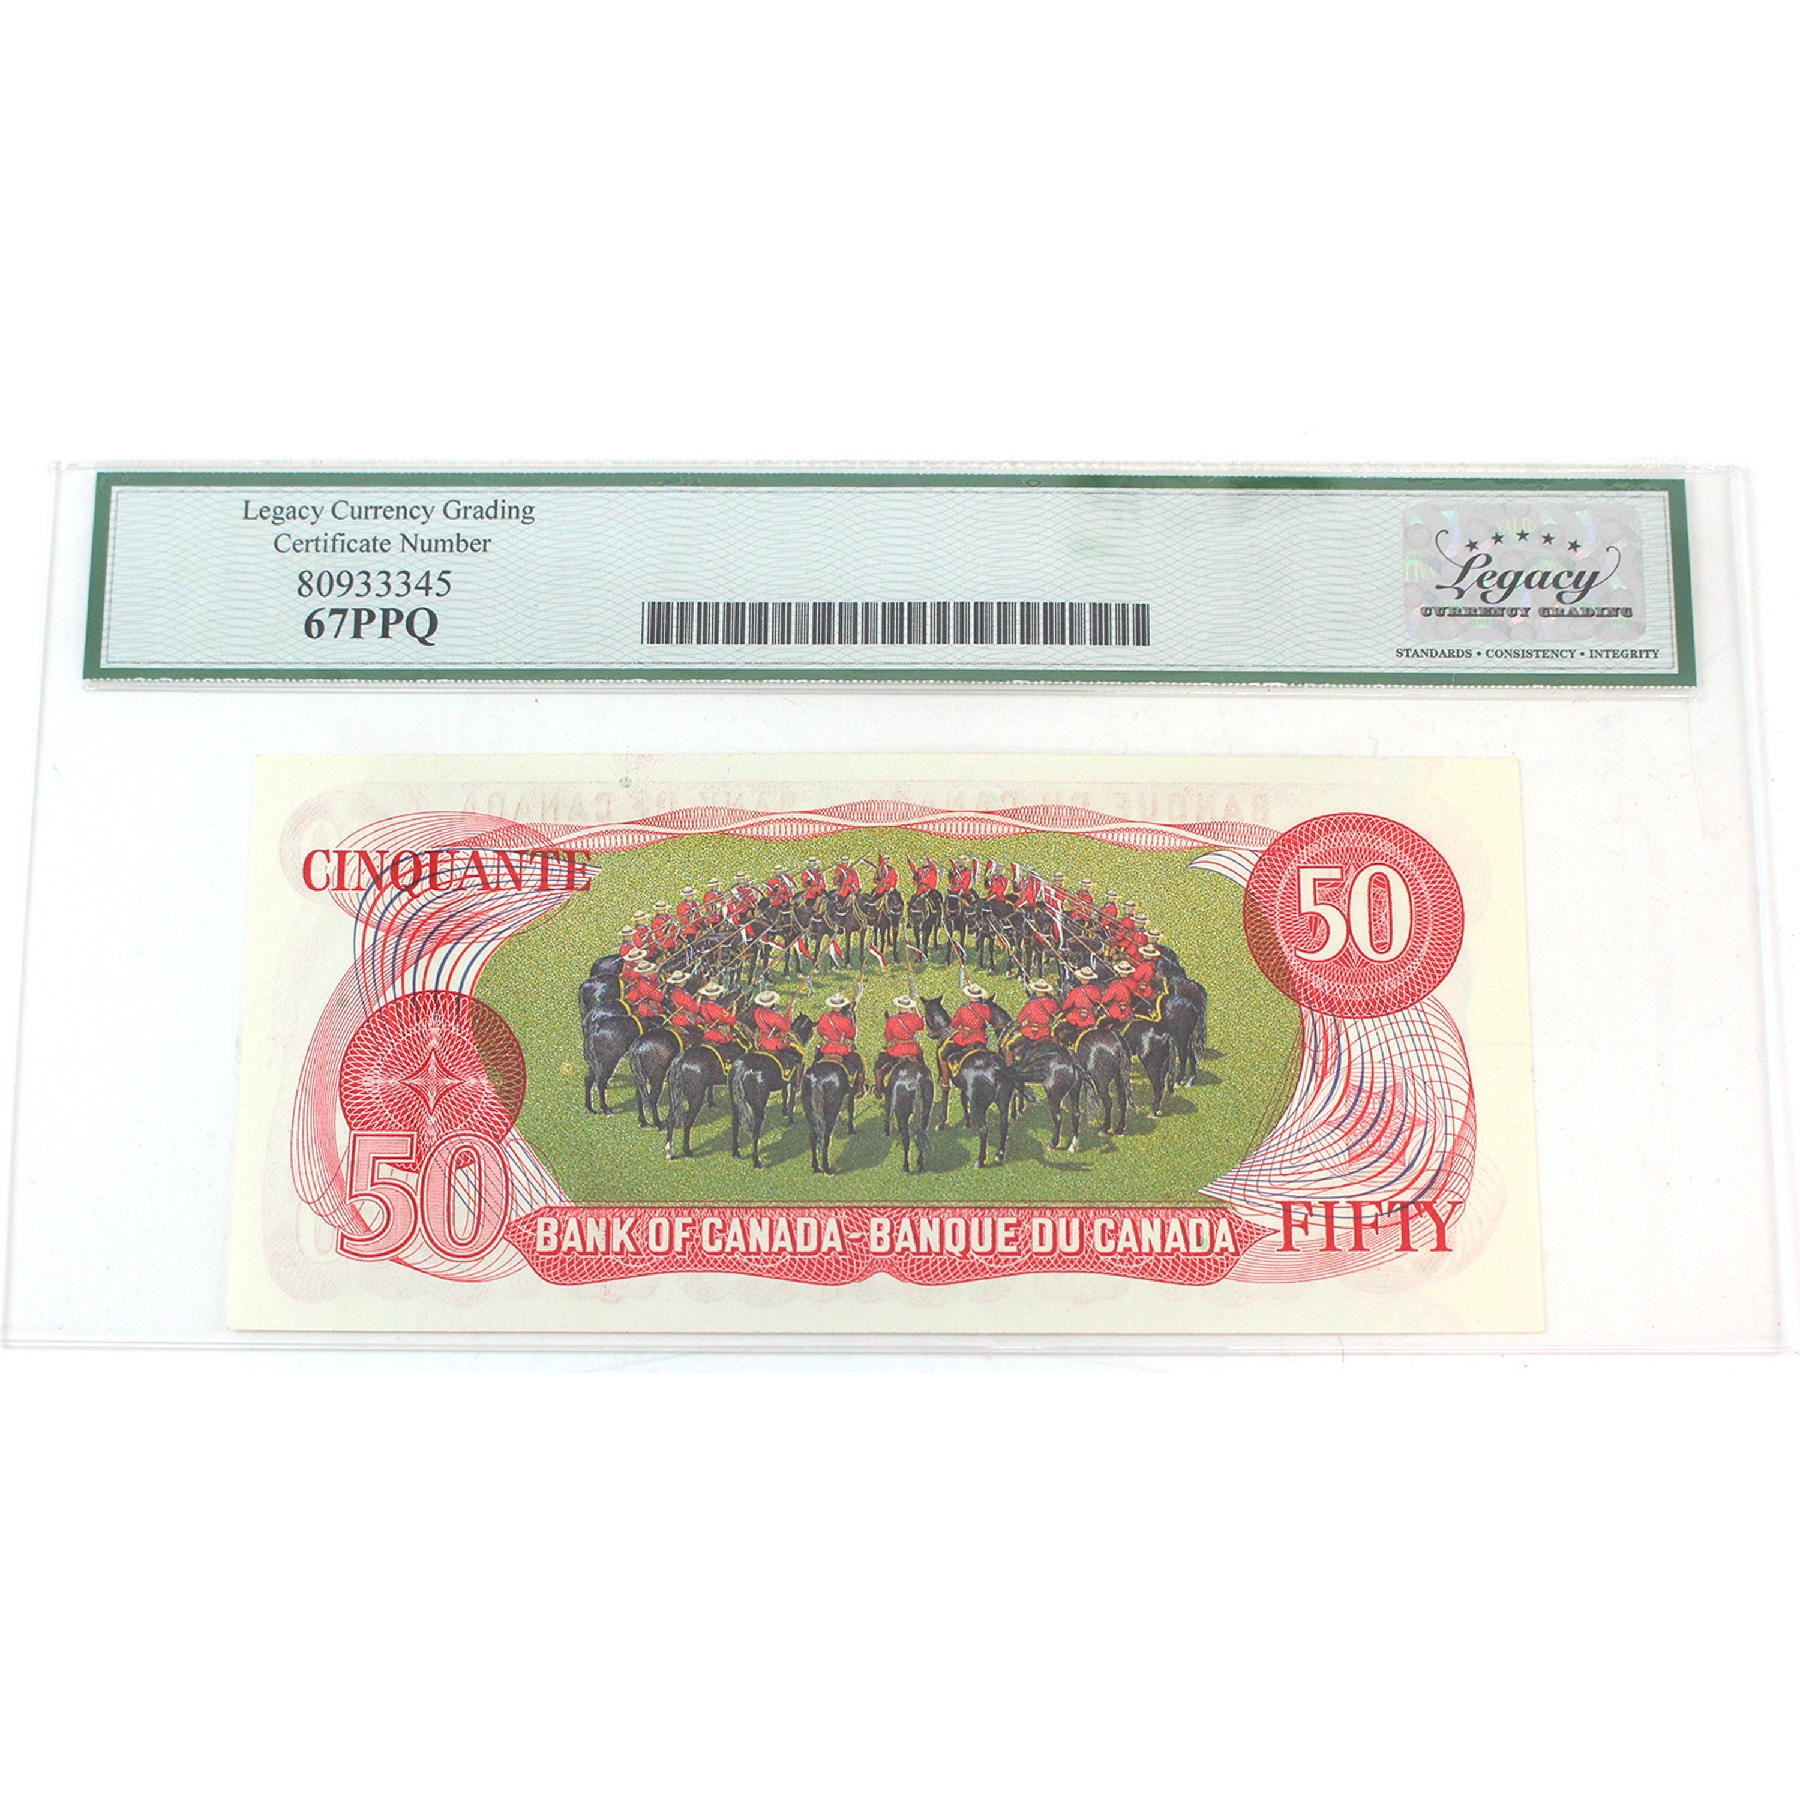 Legacy Currency Grading
Certificate Number
80933345
67PPQ
Legacy
CURRENCY GRADING
STANDARDS • CONSISTENCY • INTEGRITY
CINQUANTE
50
50
BANK OF CANADA-BANQUE DU CANADA
FIFTY